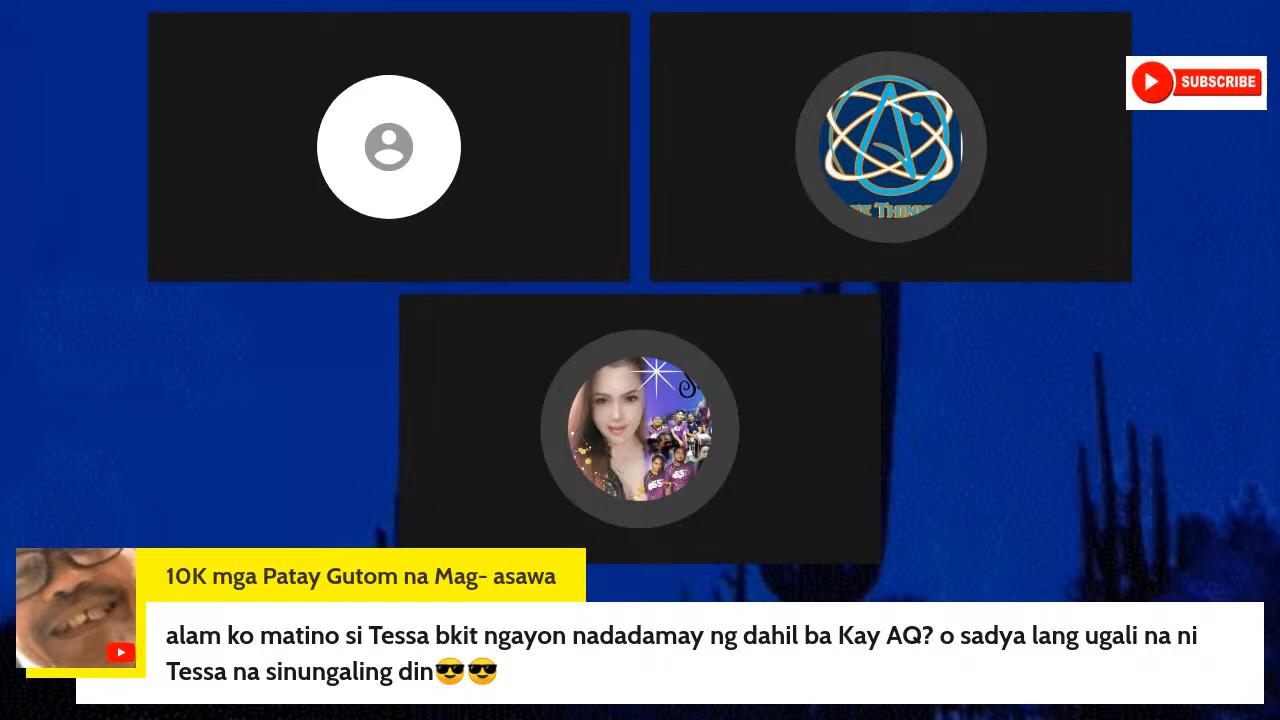 SUBSCRIBE
10K mga Patay Gutom na Mag- asawa
alam ko matino si Tessa bkit ngayon nadadamay ng dahil ba Kay AQ? o sadya lang ugali na ni
Tessa na sinungaling din😎😎